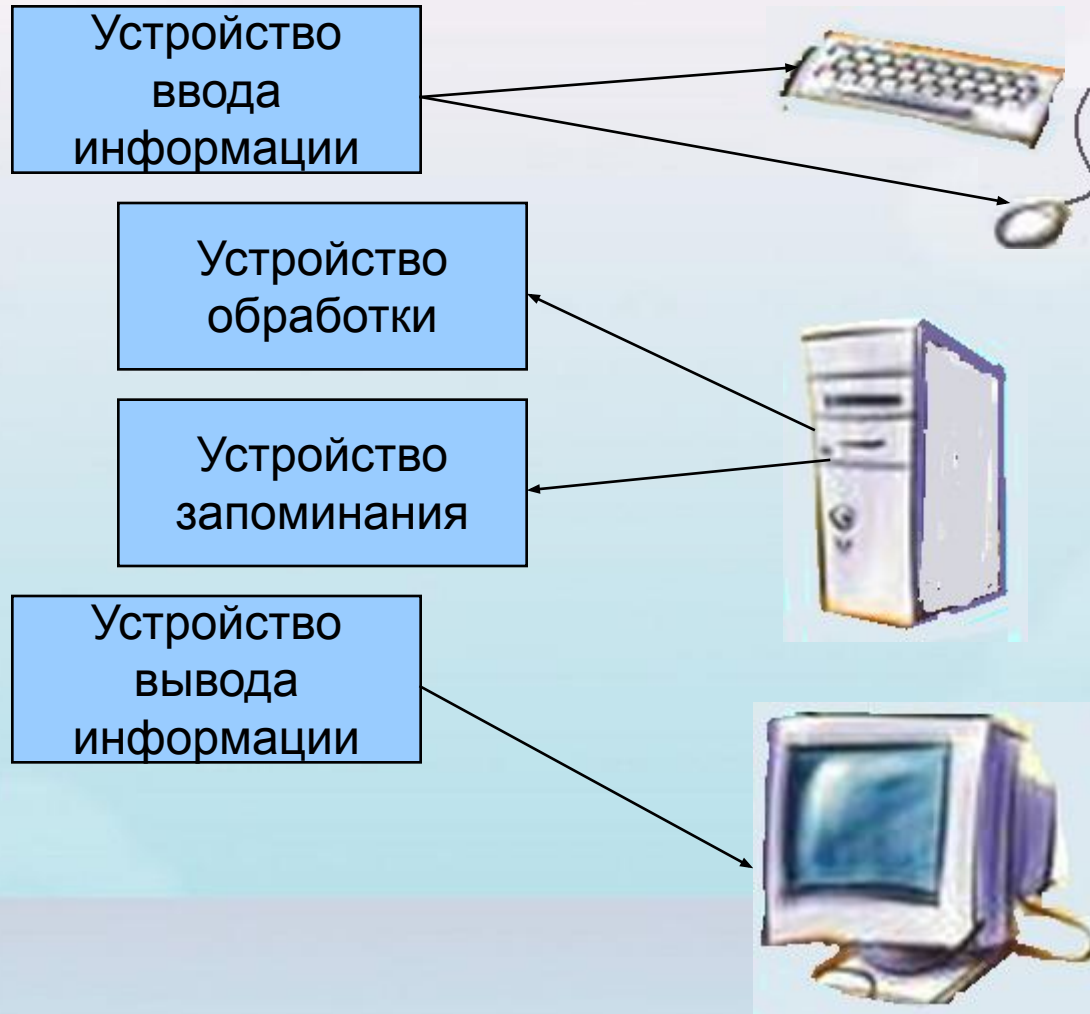 Устройство
ввода
информации
Устройство
обработки
Устройство
запоминания
Устройство
вывода
информации